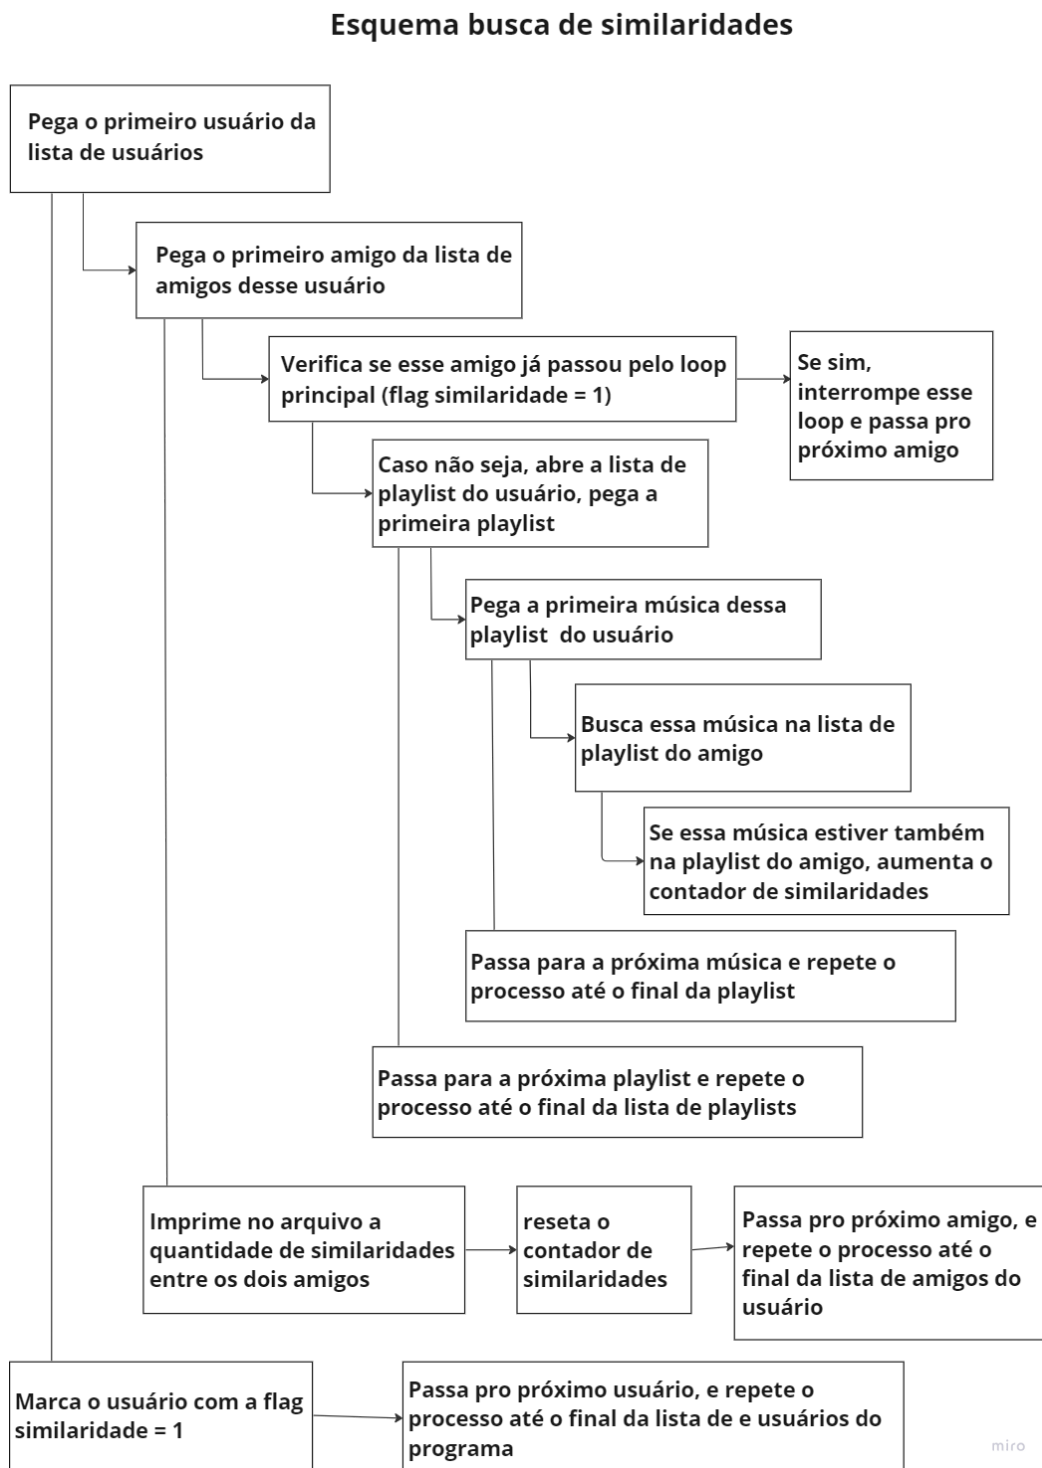 Esquema busca de similaridades
Pega o primeiro usuário da
lista de usuários
Pega o primeiro amigo da lista de
amigos desse usuário
Verifica se esse amigo já passou pelo loop
principal (flag similaridade = 1)
Se sim,
interrompe esse
loop e passa pro
próximo amigo
Caso não seja, abre a lista de
playlist do usuário, pega a
primeira playlist
Pega a primeira música dessa
playlist do usuário
Busca essa música na lista de
playlist do amigo
Se essa música estiver também
na playlist do amigo, aumenta o
contador de similaridades
Passa para a próxima música e repete o
processo até o final da playlist
Passa para a próxima playlist e repete o
processo até o final da lista de playlists
Imprime no arquivo a
quantidade de similaridades
entre os dois amigos
reseta o
contador de
similaridades
Passa pro próximo amigo, e
repete o processo até o
final da lista de amigos do
usuário
Marca o usuário com a flag
similaridade = 1
Passa pro próximo usuário, e repete o
processo até o final da lista de e usuários do
programa
miro